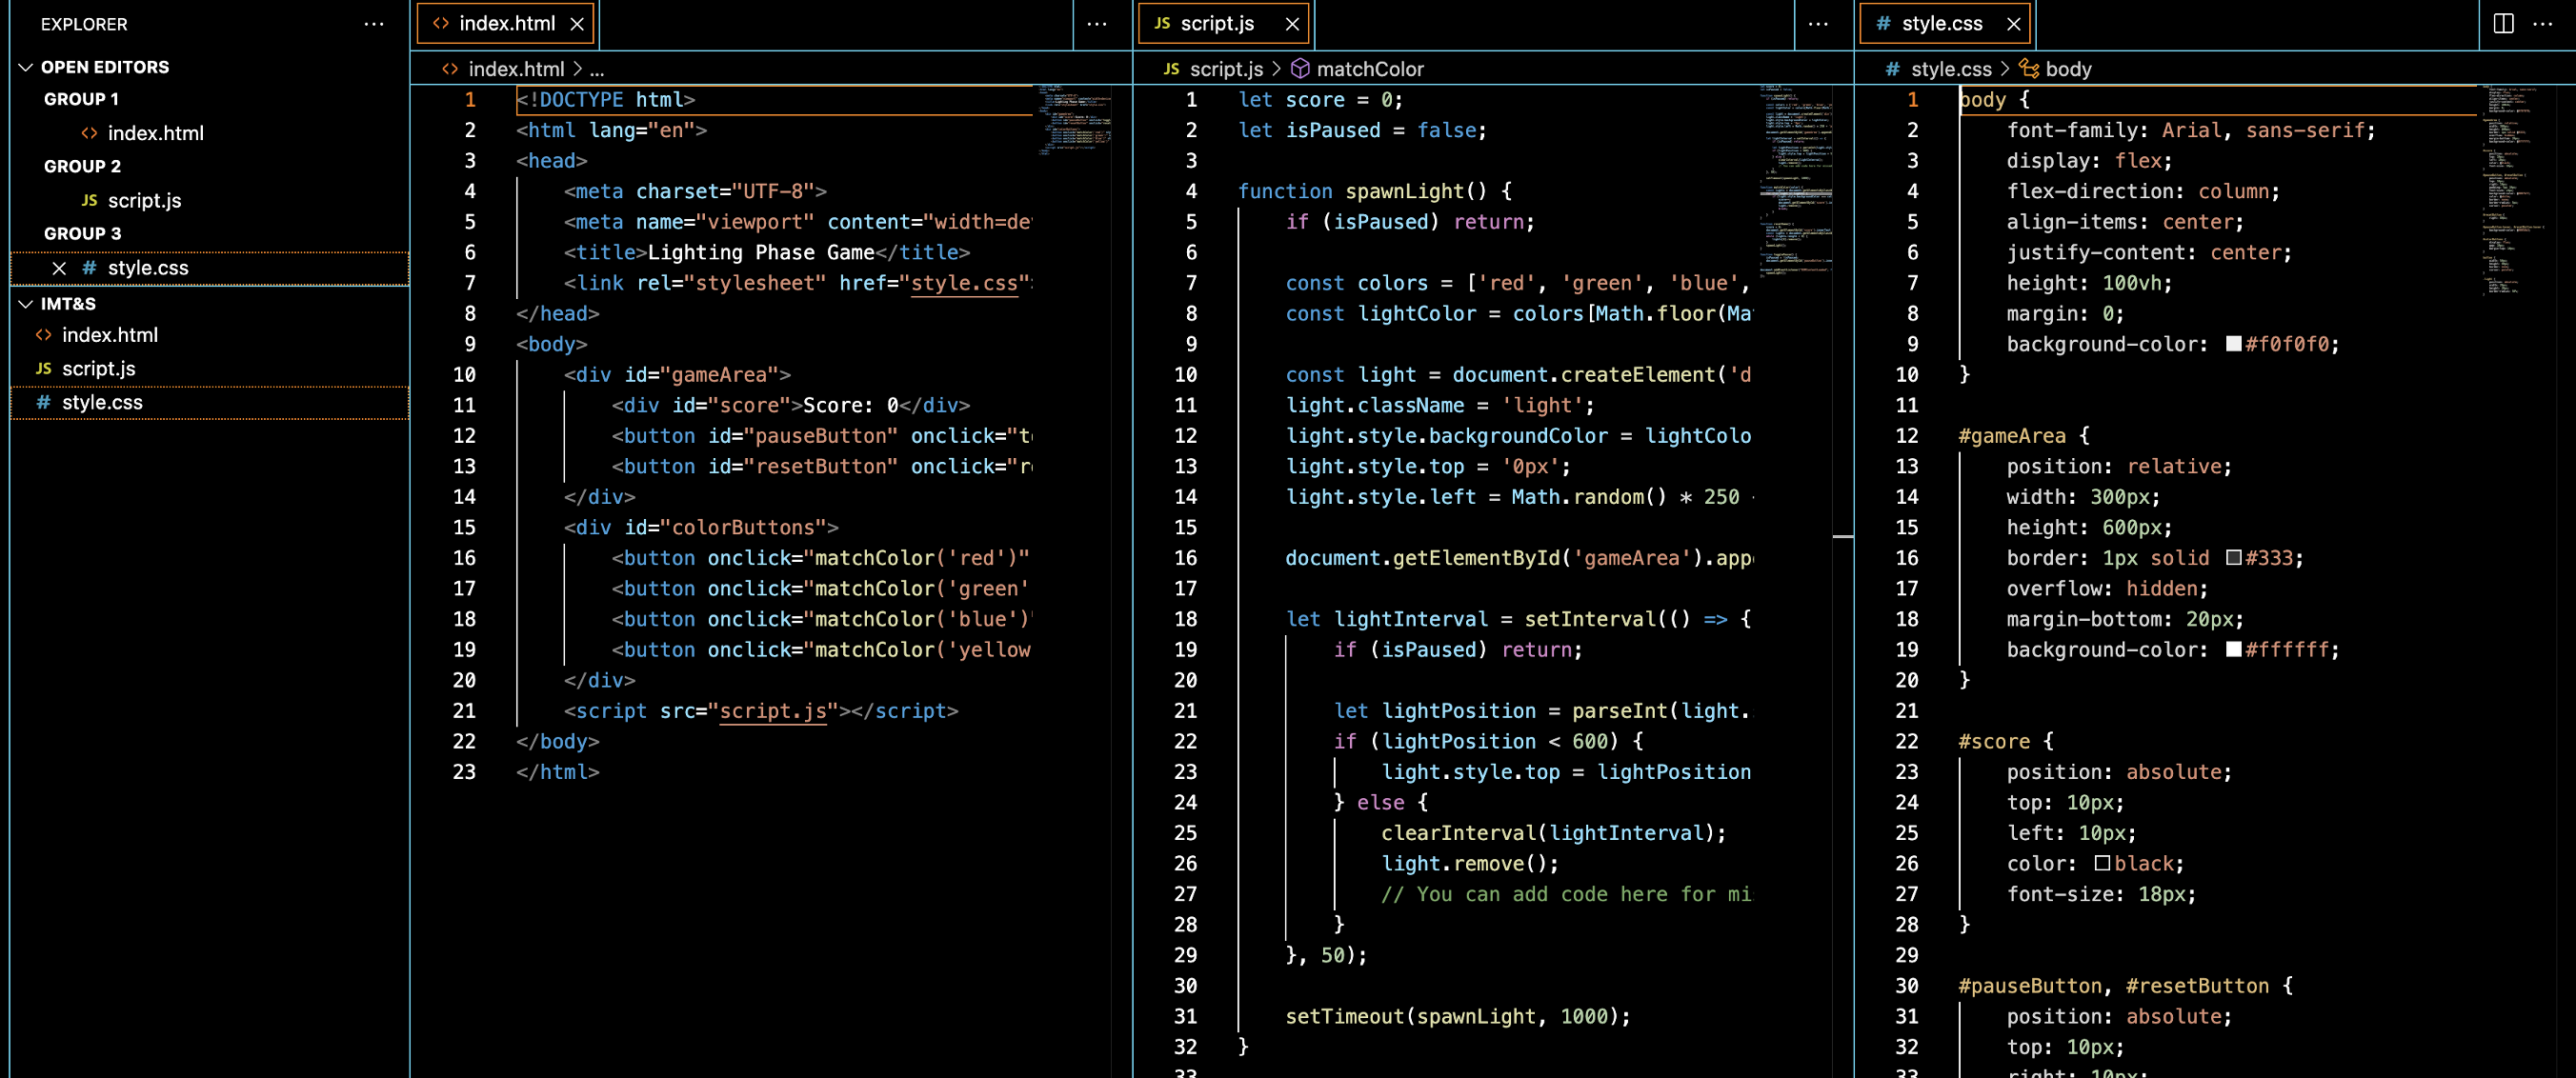 EXPLORER
OPEN EDITORS
GROUP 1
index.html
GROUP 2
JS script.js
GROUP 3
# style.css
IMT&S
index.html
JS script.js
# style.css
index.html
index.html > ...
1 <!DOCTYPE html>
2 <html lang="en">
3 <head>
4 <meta charset="UTF-8">
5 <meta name="viewport" content="width=de
6 <title>Lighting Phase Game</title>
7 <link rel="stylesheet" href="style.css"
8 </head>
9 <body>
10 <div id="gameArea">
11 <div id="score">Score: 0</div>
12 <button id="pauseButton" onclick="t
13 <button id="resetButton" onclick="r
14 </div>
15 <div id="colorButtons">
16 <button onclick="matchColor('red')"
17 <button onclick="matchColor('green'
18 <button onclick="matchColor('blue')
19 <button onclick="matchColor('yellow
20 </div>
21 <script src="script.js"></script>
22 </body>
23 </html>
JS script.js
JS script.js > matchColor
1 let score = 0;
2 let isPaused = false;
3
4 function spawnLight() {
5 if (isPaused) return;
6
7 const colors = ['red', 'green', 'blue',
8 const lightColor = colors[Math.floor(Ma
9
10 const light = document.createElement('d
11 light.className = 'light';
12 light.style.backgroundColor = lightColo
13 light.style.top = '0px';
14 light.style.left = Math.random() * 250
15
16 document.getElementById('gameArea').app
17
18 let lightInterval = setInterval(() => {
19 if (isPaused) return;
20
21 let lightPosition = parseInt(light.
22 if (lightPosition < 600) {
23 light.style.top = lightPosition
24 } else {
25 clearInterval(lightInterval);
26 light.remove();
27 // You can add code here for mi
28 }
29 }, 50);
30
31 setTimeout(spawnLight, 1000);
32 }
33
# style.css
# style.css > body
1 body {
2 font-family: Arial, sans-serif;
3 display: flex;
4 flex-direction: column;
5 align-items: center;
6 justify-content: center;
7 height: 100vh;
8 margin: 0;
9 background-color: #f0f0f0;
10 }
11
12 #gameArea {
13 position: relative;
14 width: 300px;
15 height: 600px;
16 border: 1px solid #333;
17 overflow: hidden;
18 margin-bottom: 20px;
19 background-color: #ffffff;
20 }
21
22 #score {
23 position: absolute;
24 top: 10px;
25 left: 10px;
26 color: black;
27 font-size: 18px;
28 }
29
30 #pauseButton, #resetButton {
31 position: absolute;
32 top: 10px;
33 right: 10px;